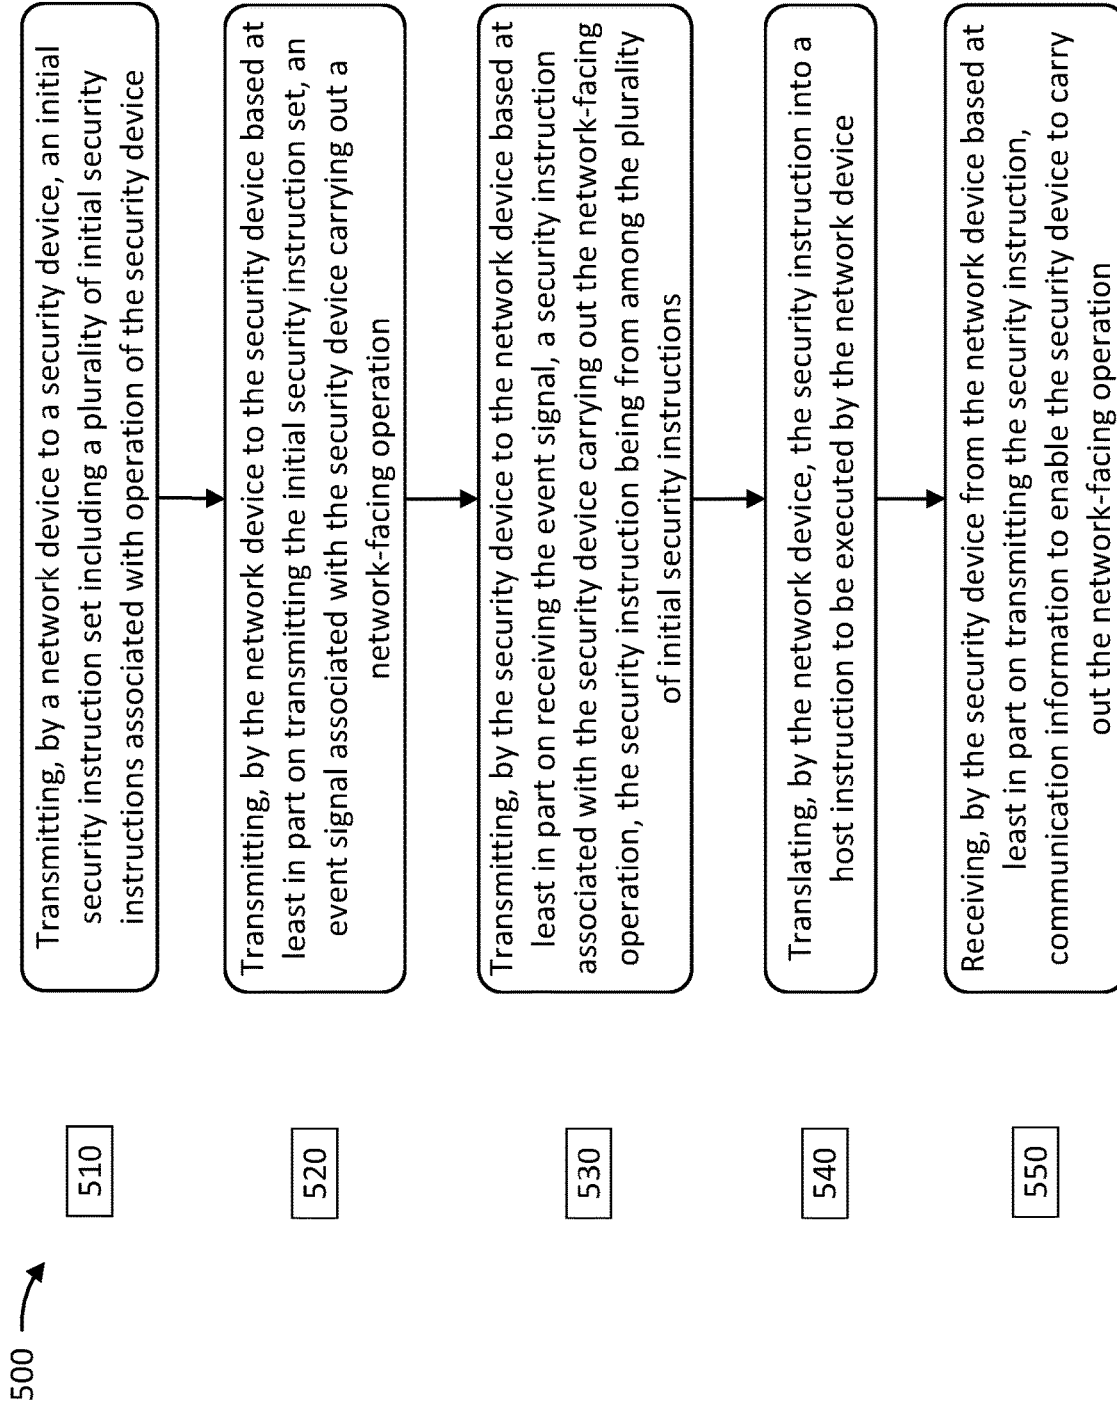 500
510
Transmitting, by a network device to a security device, an initial
security instruction set including a plurality of initial security
instructions associated with operation of the security device
520
Transmitting, by the network device to the security device based at
least in part on transmitting the initial security instruction set, an
event signal associated with the security device carrying out a
network-facing operation
530
Transmitting, by the security device to the network device based at
least in part on receiving the event signal, a security instruction
associated with the security device carrying out the network-facing
operation, the security instruction being from among the plurality
of initial security instructions
540
Translating, by the network device, the security instruction into a
host instruction to be executed by the network device
550
Receiving, by the security device from the network device based at
least in part on transmitting the security instruction,
communication information to enable the security device to carry
out the network-facing operation